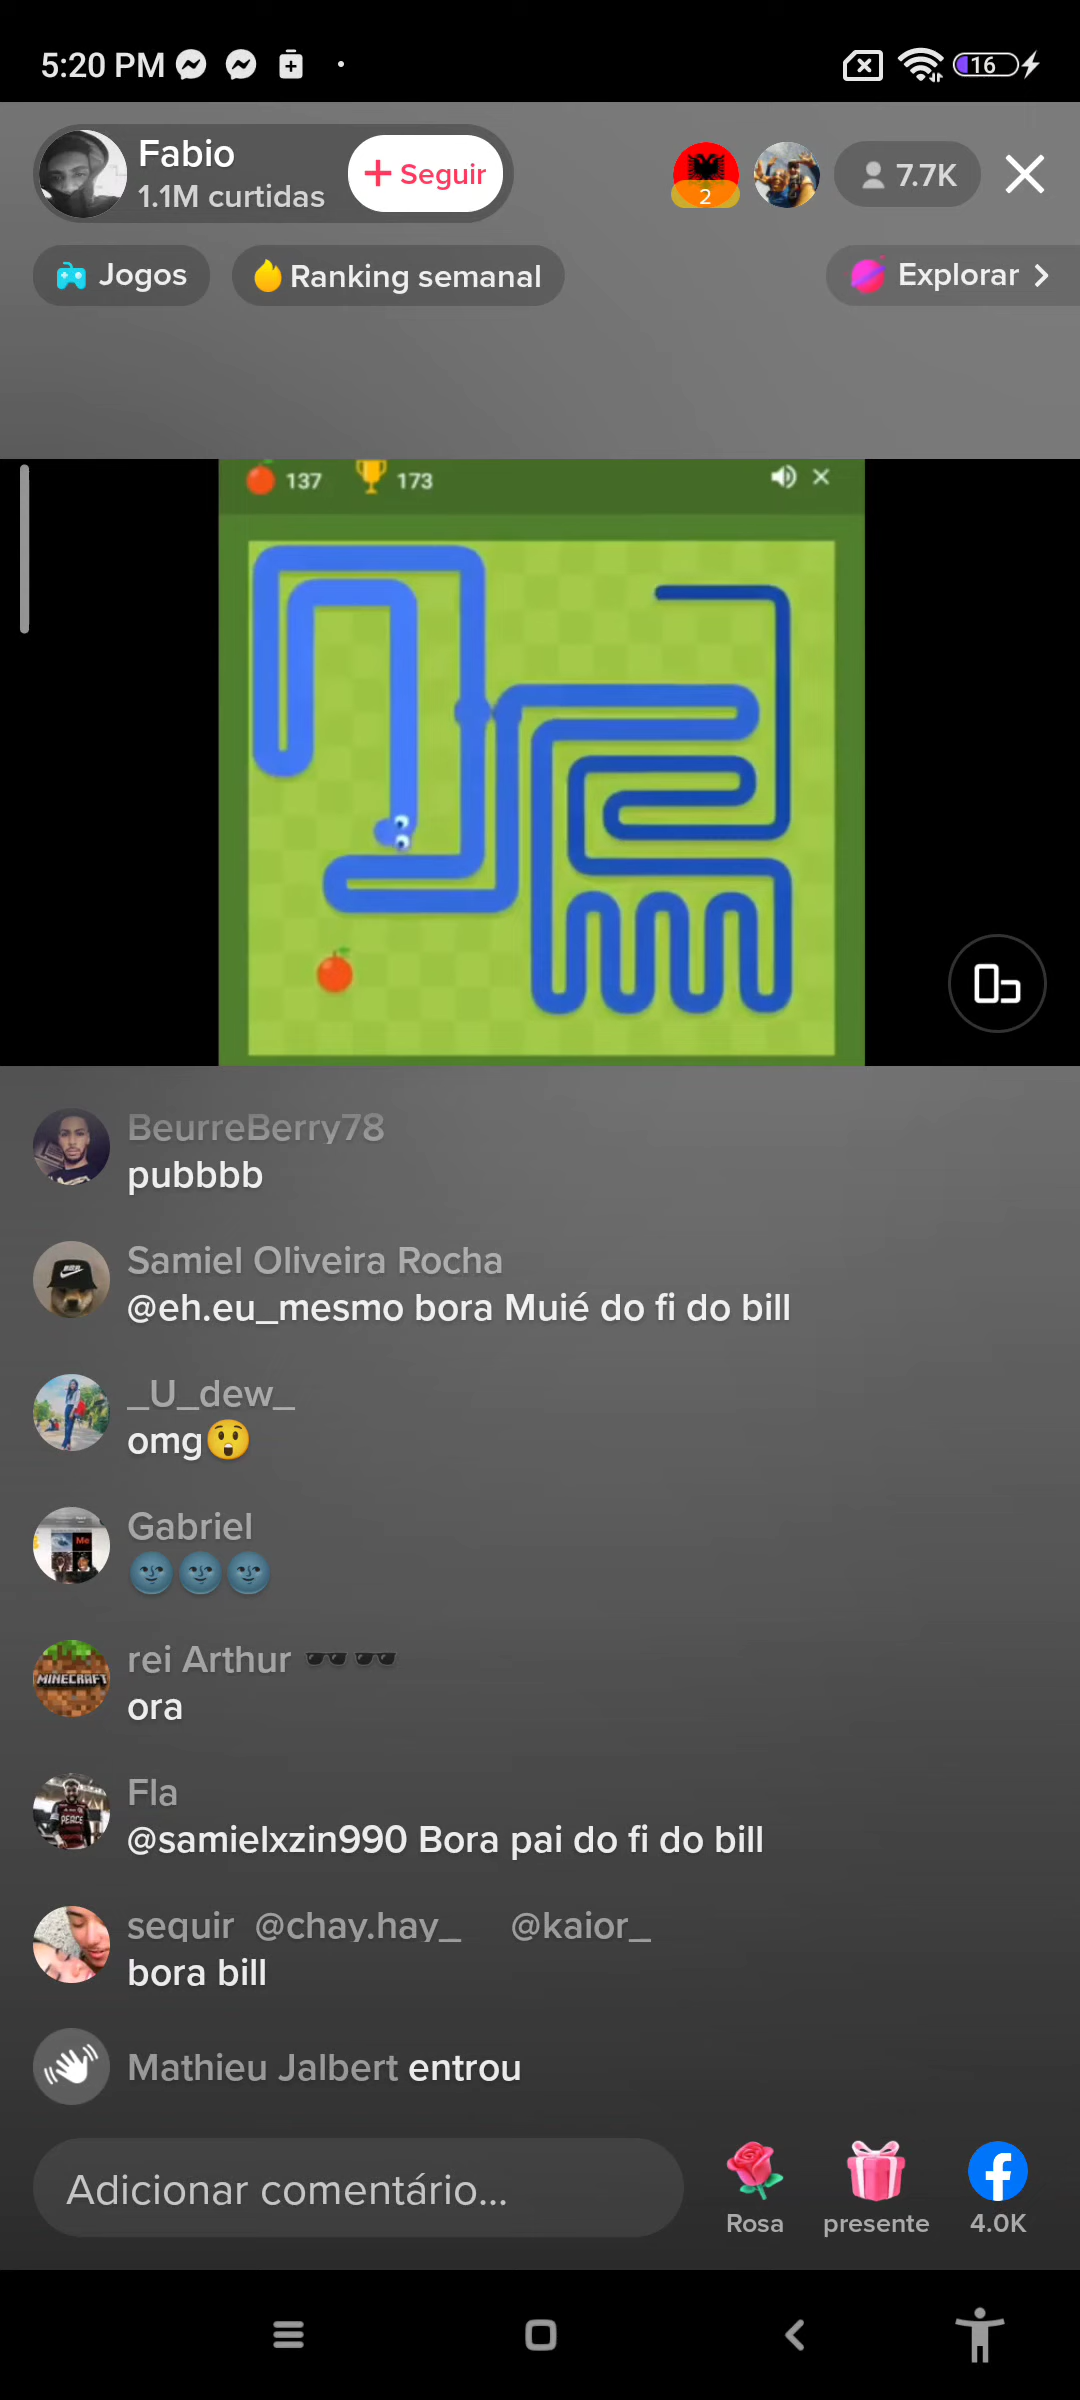 5:20 PM
16
Fabio
1.1M curtidas
+ Seguir
2
7.7K
Jogos
Ranking semanal
Explorar
137
173
BeurreBerry78
pubbbb
Samiel Oliveira Rocha
@eh.eu_mesmo bora Muié do fi do bill
_U_dew_
omg😲
Gabriel
🌚🌚🌚
rei Arthur 🕶️🕶️
MINECRAFT
ora
Fla
@samielxzin990 Bora pai do fi do bill
sequir @chay.hay_ @kaior_
bora bill
Mathieu Jalbert entrou
Adicionar comentário...
Rosa
presente
4.0K